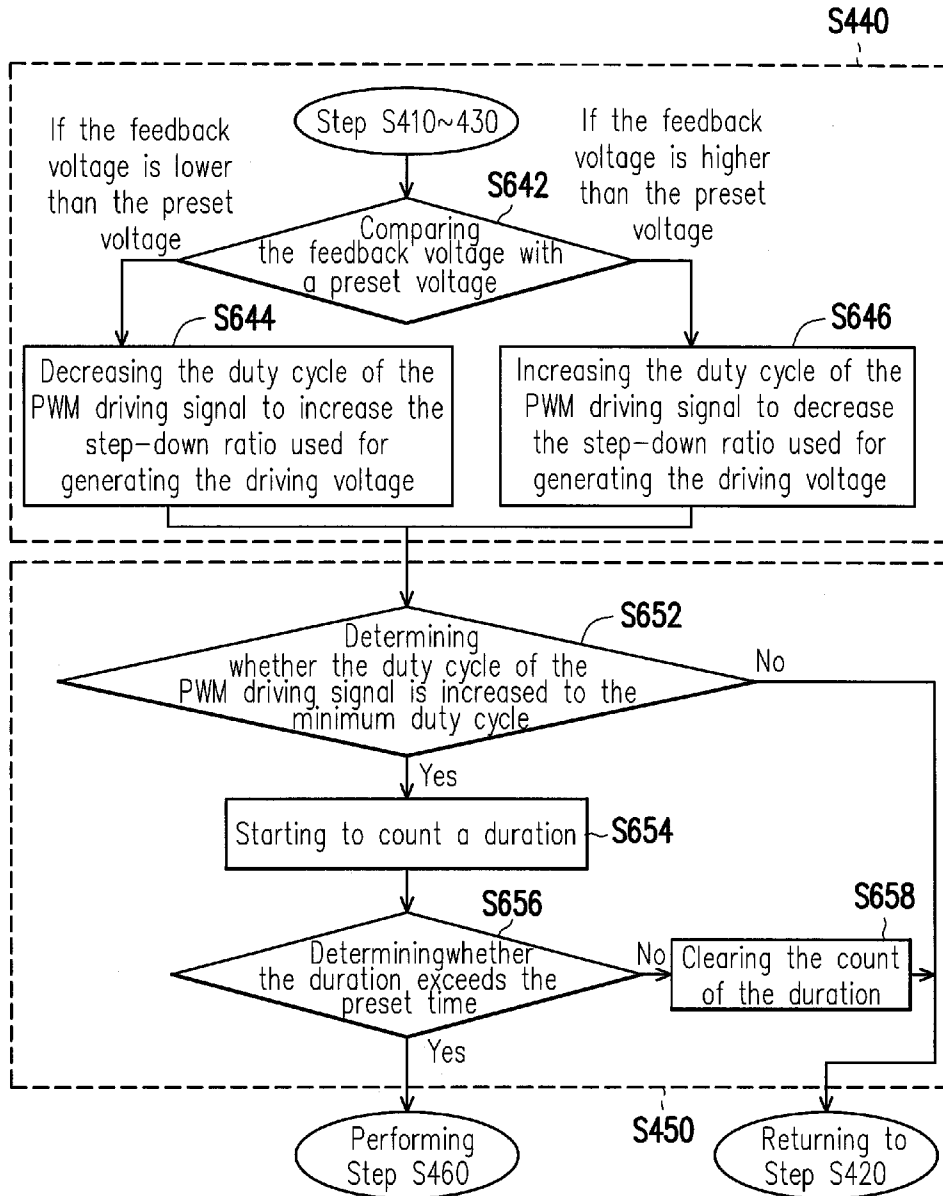 S440
Step S410~430
If the feedback
voltage is lower
than the preset
voltage
If the feedback
voltage is higher
than the preset
voltage
S642
Comparing
the feedback voltage with
a preset voltage
S644
Decreasing the duty cycle of the
PWM driving signal to increase the
step-down ratio used for
generating the driving voltage
S646
Increasing the duty cycle of the
PWM driving signal to decrease
the step-down ratio used for
generating the driving voltage
S652
Determining
whether the duty cycle of the
PWM driving signal is increased to the
minimum duty cycle
No
Yes
Starting to count a duration
S654
S656
Determiningwhether
the duration exceeds the
preset time
No
S658
Clearing the count
of the duration
Yes
S450
Performing
Step S460
Returning to
Step S420